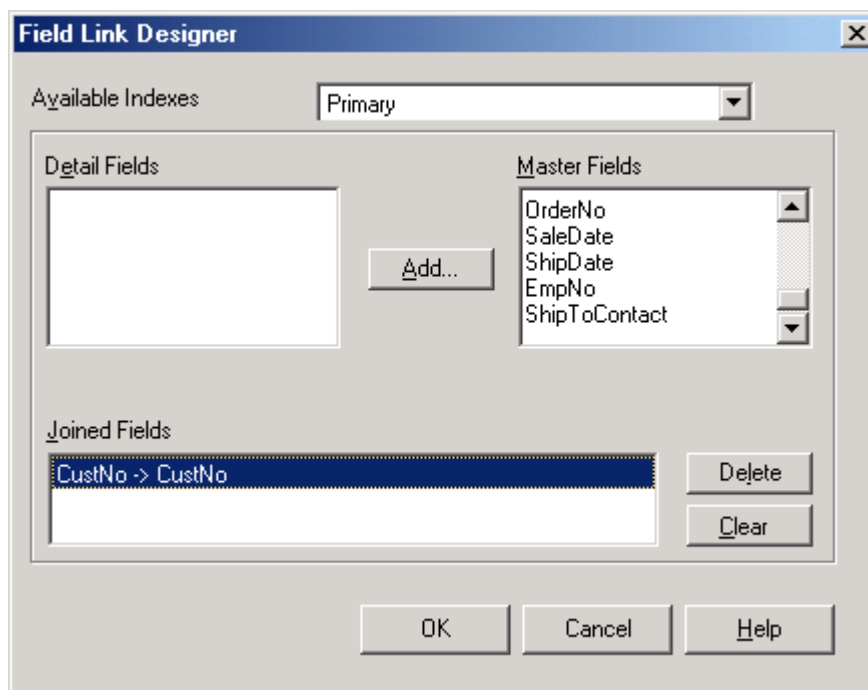 Field Link Designer
Available Indexes
Primary
Detail Fields
Master Fields
OrderNo
SaleDate
ShipDate
EmpNo
ShipToContact
Add...
Joined Fields
CustNo -> CustNo
Delete
Clear
OK
Cancel
Help